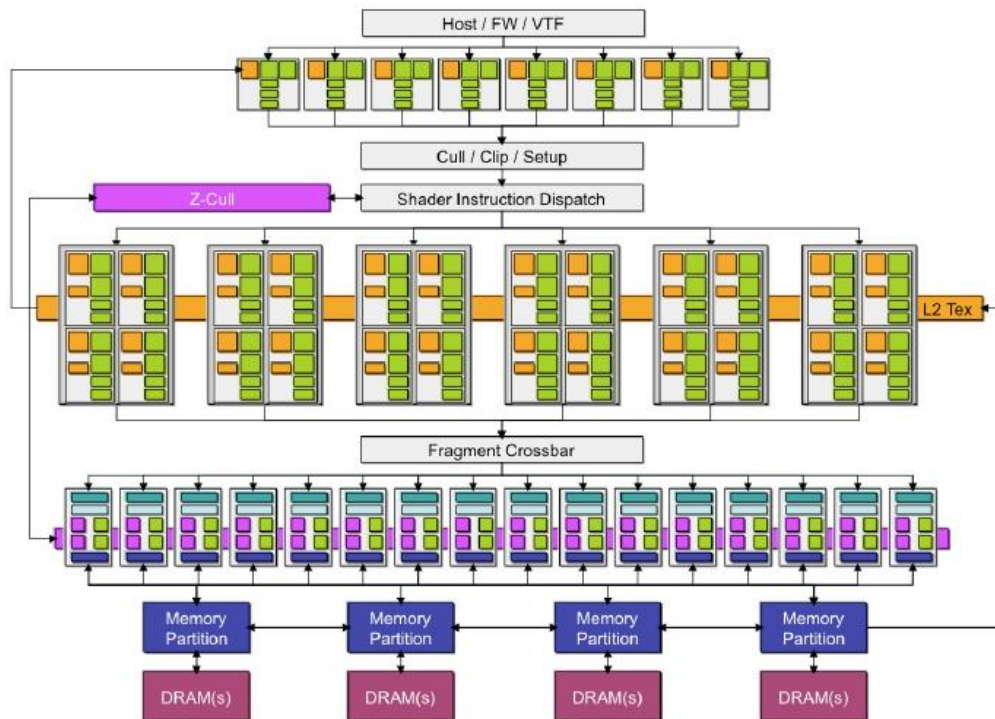 Host / FW / VTF
Cull / Clip / Setup
Z-Cull
Shader Instruction Dispatch
L2 Tex
Fragment Crossbar
Memory
Partition
Memory
Partition
Memory
Partition
Memory
Partition
DRAM(s)
DRAM(s)
DRAM(s)
DRAM(s)